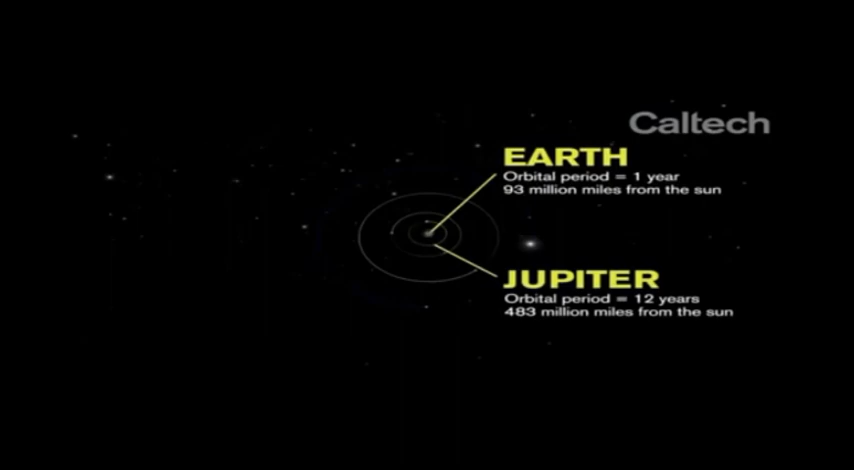 Caltech
EARTH
Orbital period = 1 year
93 million miles from the sun
JUPITER
Orbital period = 12 years
483 million miles from the sun